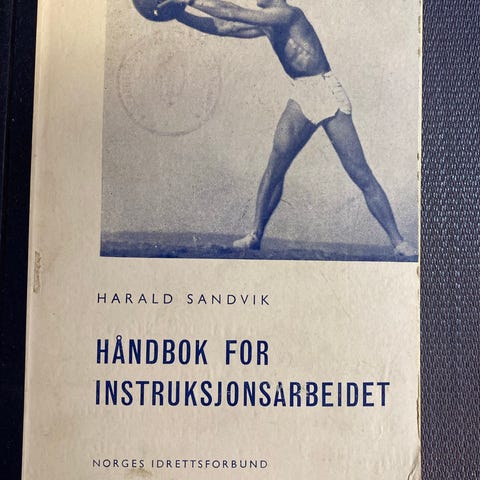 HARALD SANDVIK
HÅNDBOK FOR
INSTRUKSJONSARBEIDET
NORGES IDRETTSFORBUND